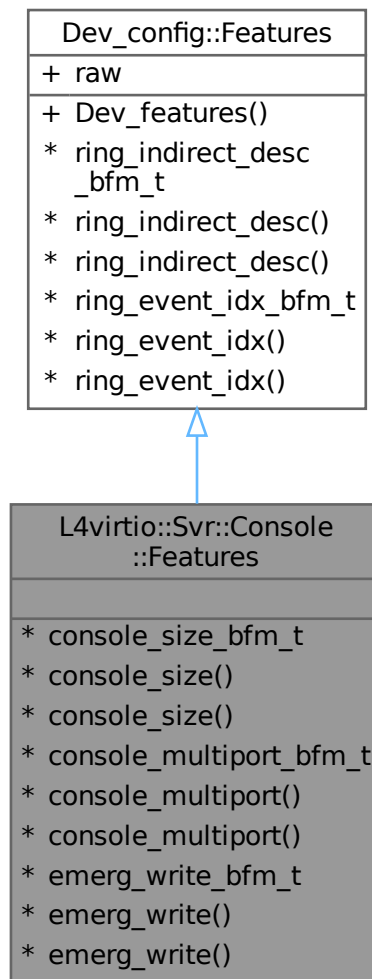 Dev_config::Features
+ raw
+ Dev_features()
* ring_indirect_desc
_bfm_t
* ring_indirect_desc()
* ring_indirect_desc()
* ring_event_idx_bfm_t
* ring_event_idx()
* ring_event_idx()
L4virtio::Svr::Console
::Features
* console_size_bfm_t
* console_size()
* console_size()
* console_multiport_bfm_t
* console_multiport()
* console_multiport()
* emerg_write_bfm_t
* emerg_write()
* emerg_write()